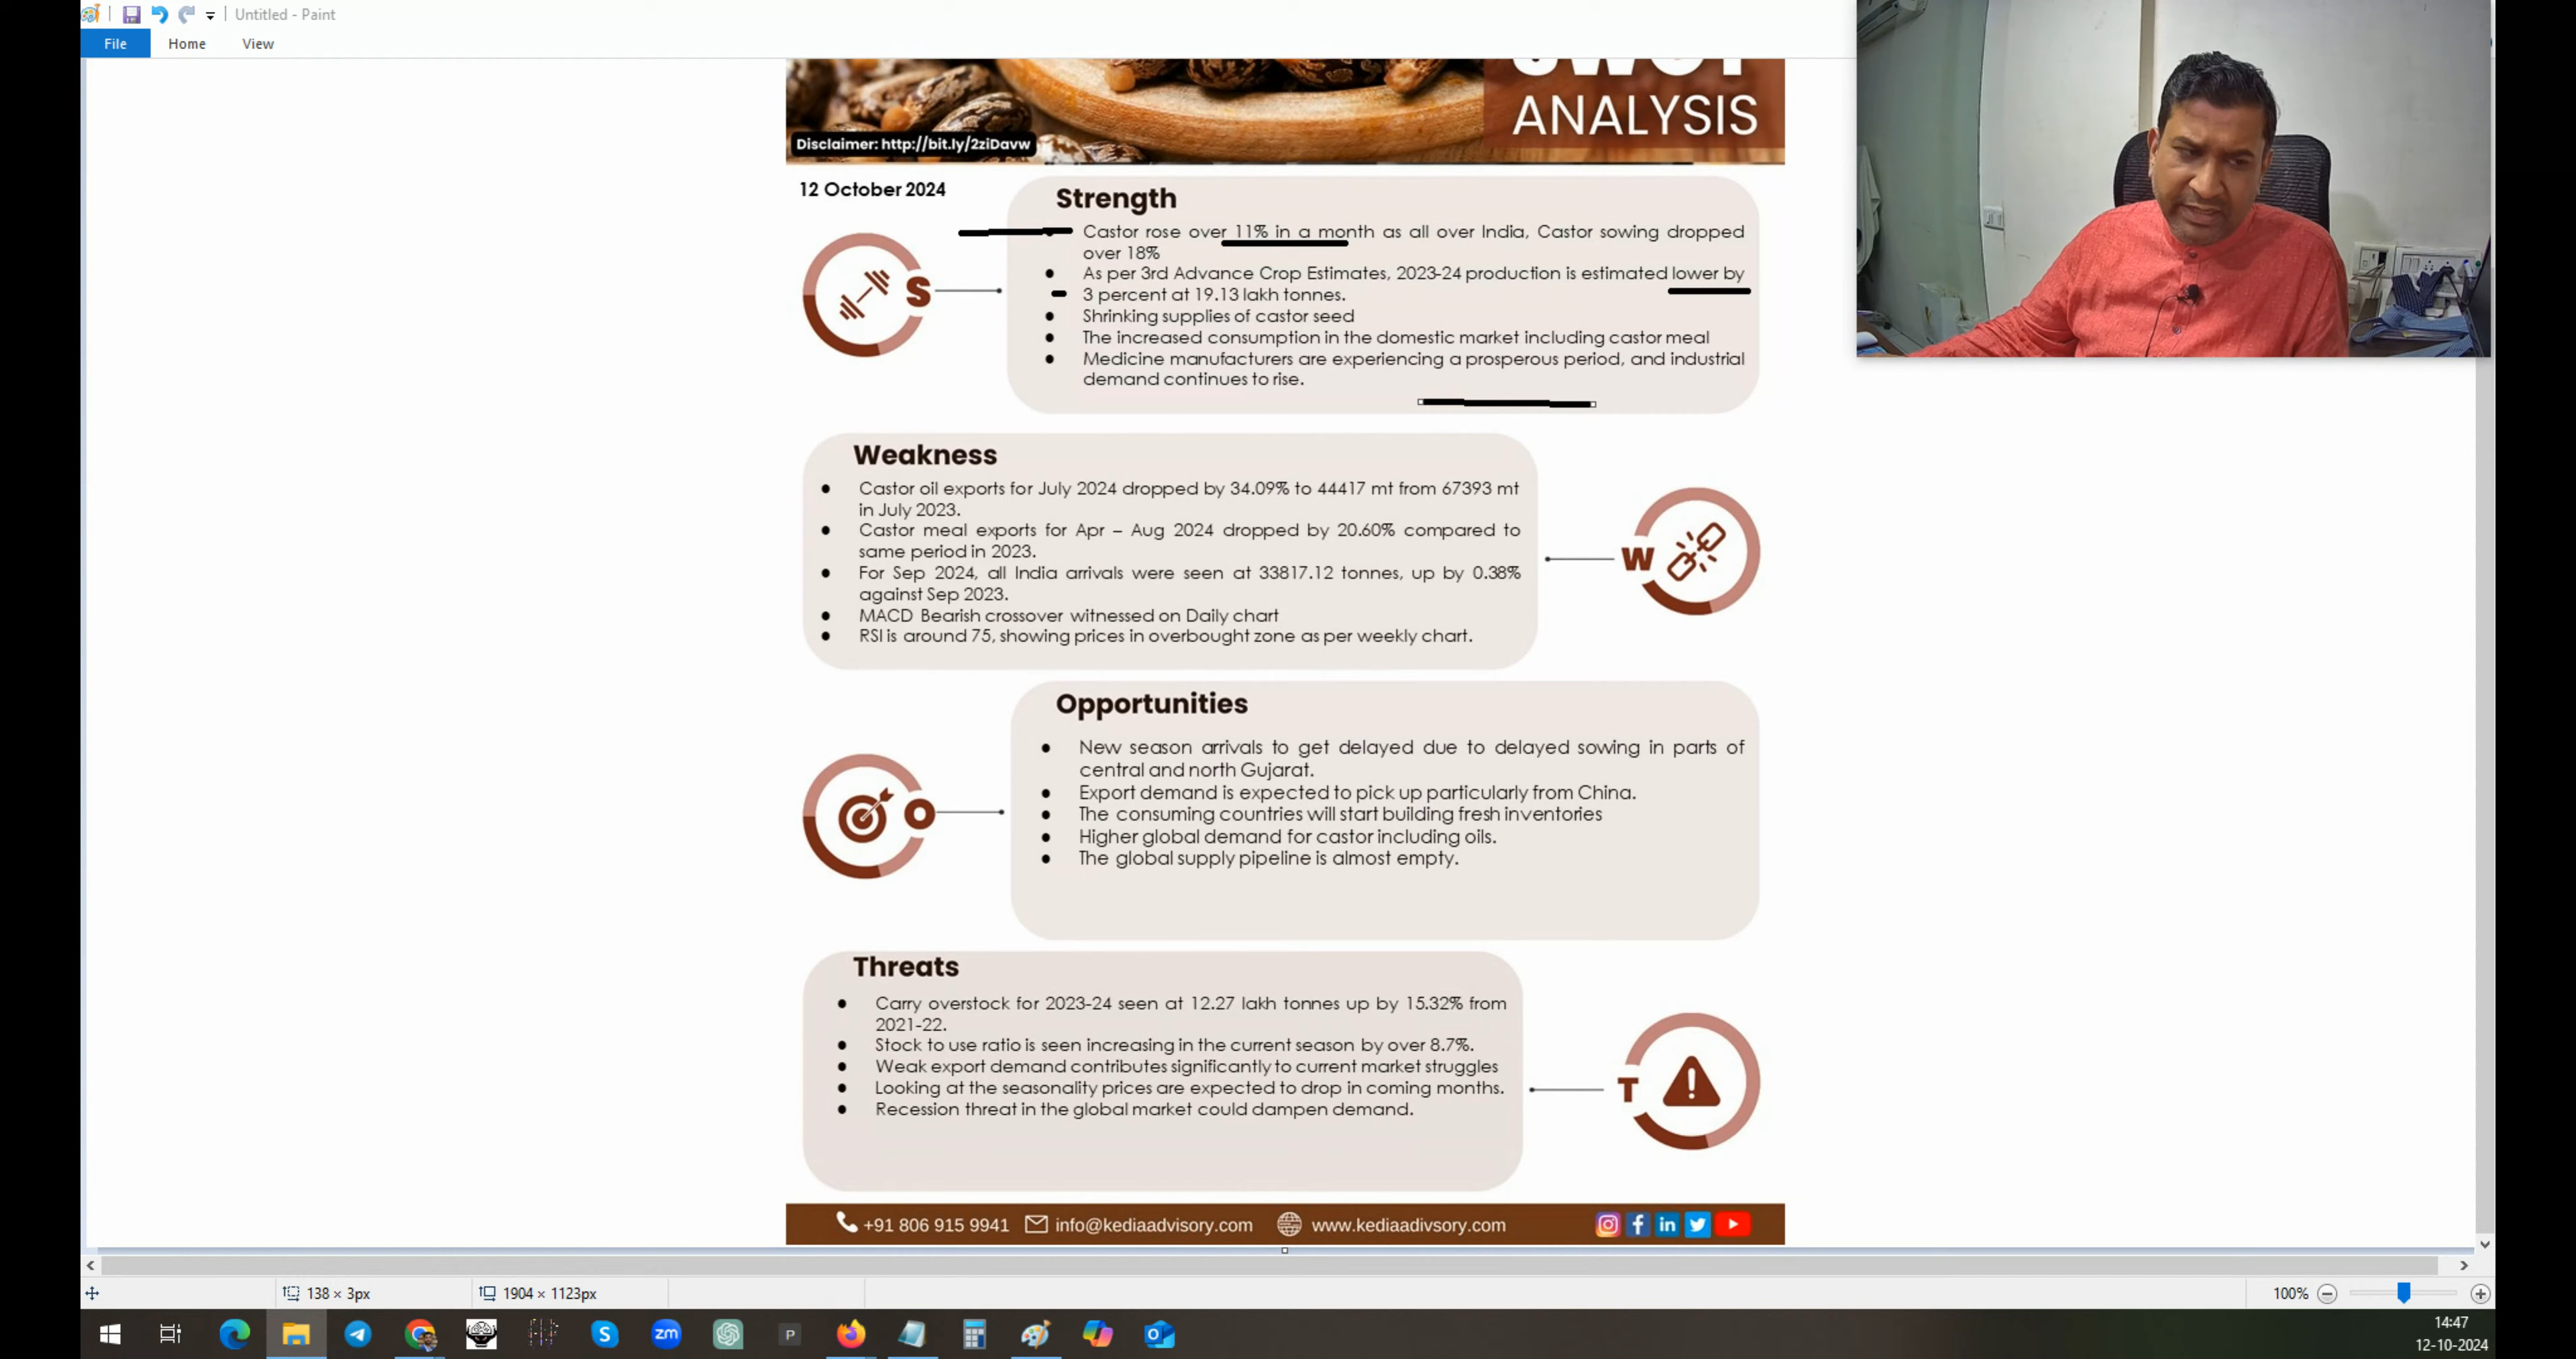 Untitled - Paint
File Home View
ANALYSIS
Disclaimer: http://bit.ly/2ziDavw
12 October 2024
Strength
• Castor rose over 11% in a month as all over India, Castor sowing dropped
over 18%
• As per 3rd Advance Crop Estimates, 2023-24 production is estimated lower by
3 percent at 19.13 lakh tonnes.
• Shrinking supplies of castor seed
• The increased consumption in the domestic market including castor meal
• Medicine manufacturers are experiencing a prosperous period, and industrial
demand continues to rise.
S
Weakness
• Castor oil exports for July 2024 dropped by 34.09% to 44417 mt from 67393 mt
in July 2023.
• Castor meal exports for Apr – Aug 2024 dropped by 20.60% compared to
same period in 2023.
• For Sep 2024, all India arrivals were seen at 33817.12 tonnes, up by 0.38%
against Sep 2023.
• MACD Bearish crossover witnessed on Daily chart
• RSI is around 75, showing prices in overbought zone as per weekly chart.
W
Opportunities
• New season arrivals to get delayed due to delayed sowing in parts of
central and north Gujarat.
• Export demand is expected to pick up particularly from China.
• The consuming countries will start building fresh inventories
• Higher global demand for castor including oils.
• The global supply pipeline is almost empty.
O
Threats
• Carry overstock for 2023-24 seen at 12.27 lakh tonnes up by 15.32% from
2021-22.
• Stock to use ratio is seen increasing in the current season by over 8.7%.
• Weak export demand contributes significantly to current market struggles
• Looking at the seasonality prices are expected to drop in coming months.
• Recession threat in the global market could dampen demand.
T
+91 806 915 9941 info@kediaadvisory.com www.kediaadivsory.com
138 × 3px 1904 × 1123px 100%
14:47
12-10-2024